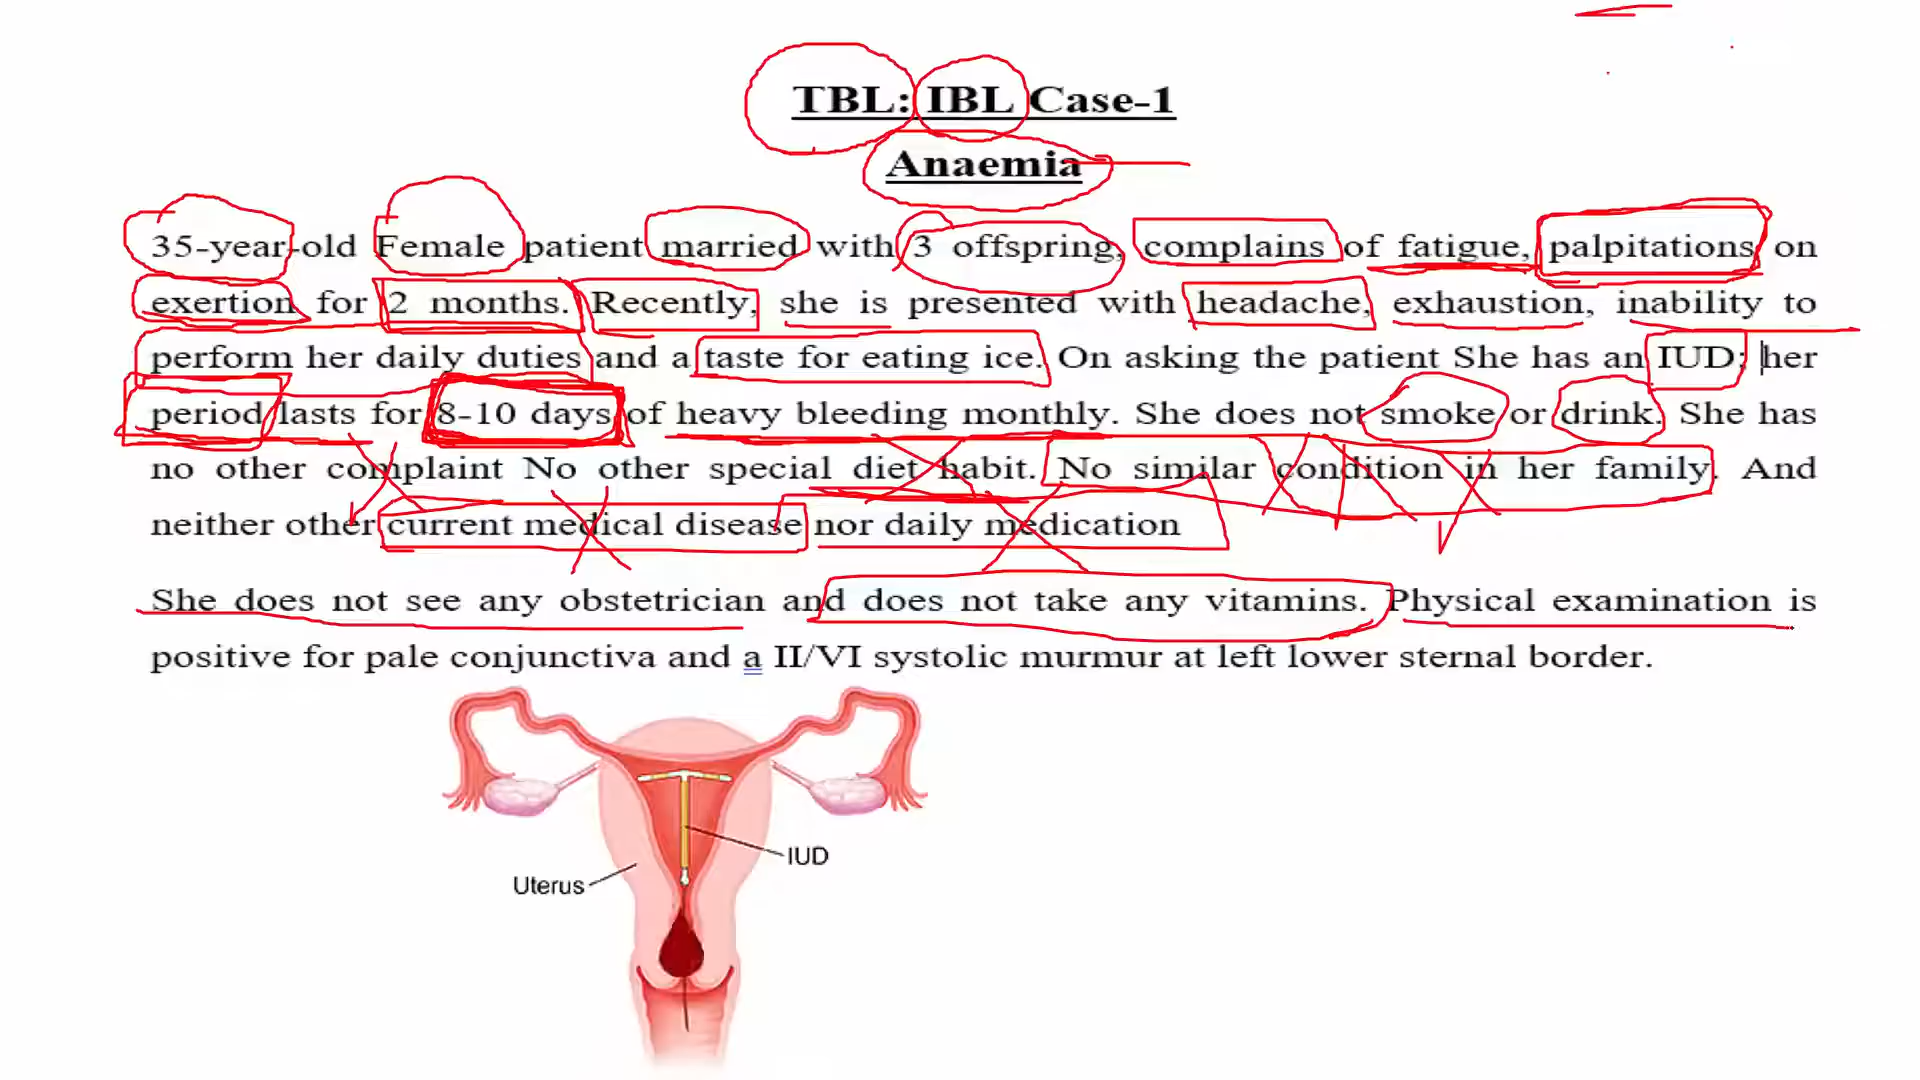 TBL: IBL Case-1
Anaemia
35-year-old Female patient married with 3 offspring, complains of fatigue, palpitations on
exertion for 2 months. Recently, she is presented with headache, exhaustion, inability to
perform her daily duties and a taste for eating ice. On asking the patient She has an IUD; her
period lasts for 8-10 days of heavy bleeding monthly. She does not smoke or drink. She has
no other complaint No other special diet habit. No similar condition in her family. And
neither other current medical disease nor daily medication
She does not see any obstetrician and does not take any vitamins. Physical examination is
positive for pale conjunctiva and a II/VI systolic murmur at left lower sternal border.
IUD
Uterus